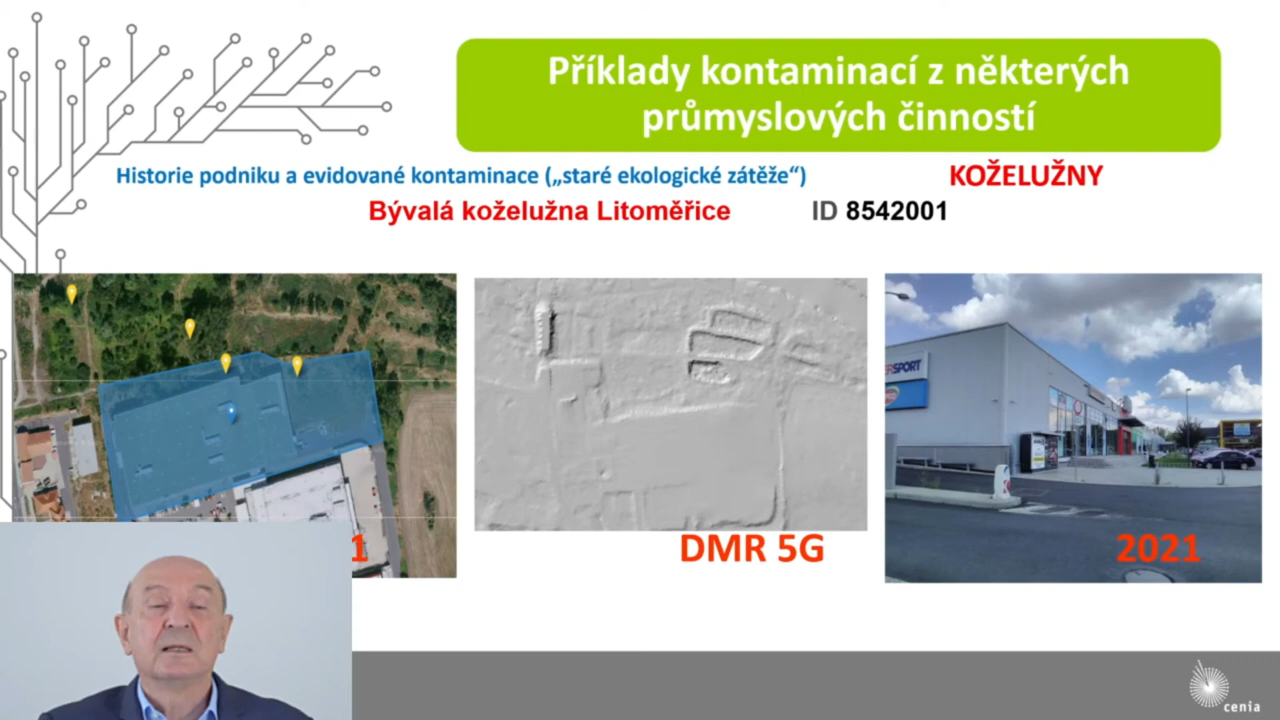 Příklady kontaminací z některých
průmyslových činností
Historie podniku a evidované kontaminace („staré ekologické zátěže“) KOŽELUŽNY
Bývalá koželužna Litoměřice ID 8542001
ERSPORT
1
DMR 5G
2021
cenia